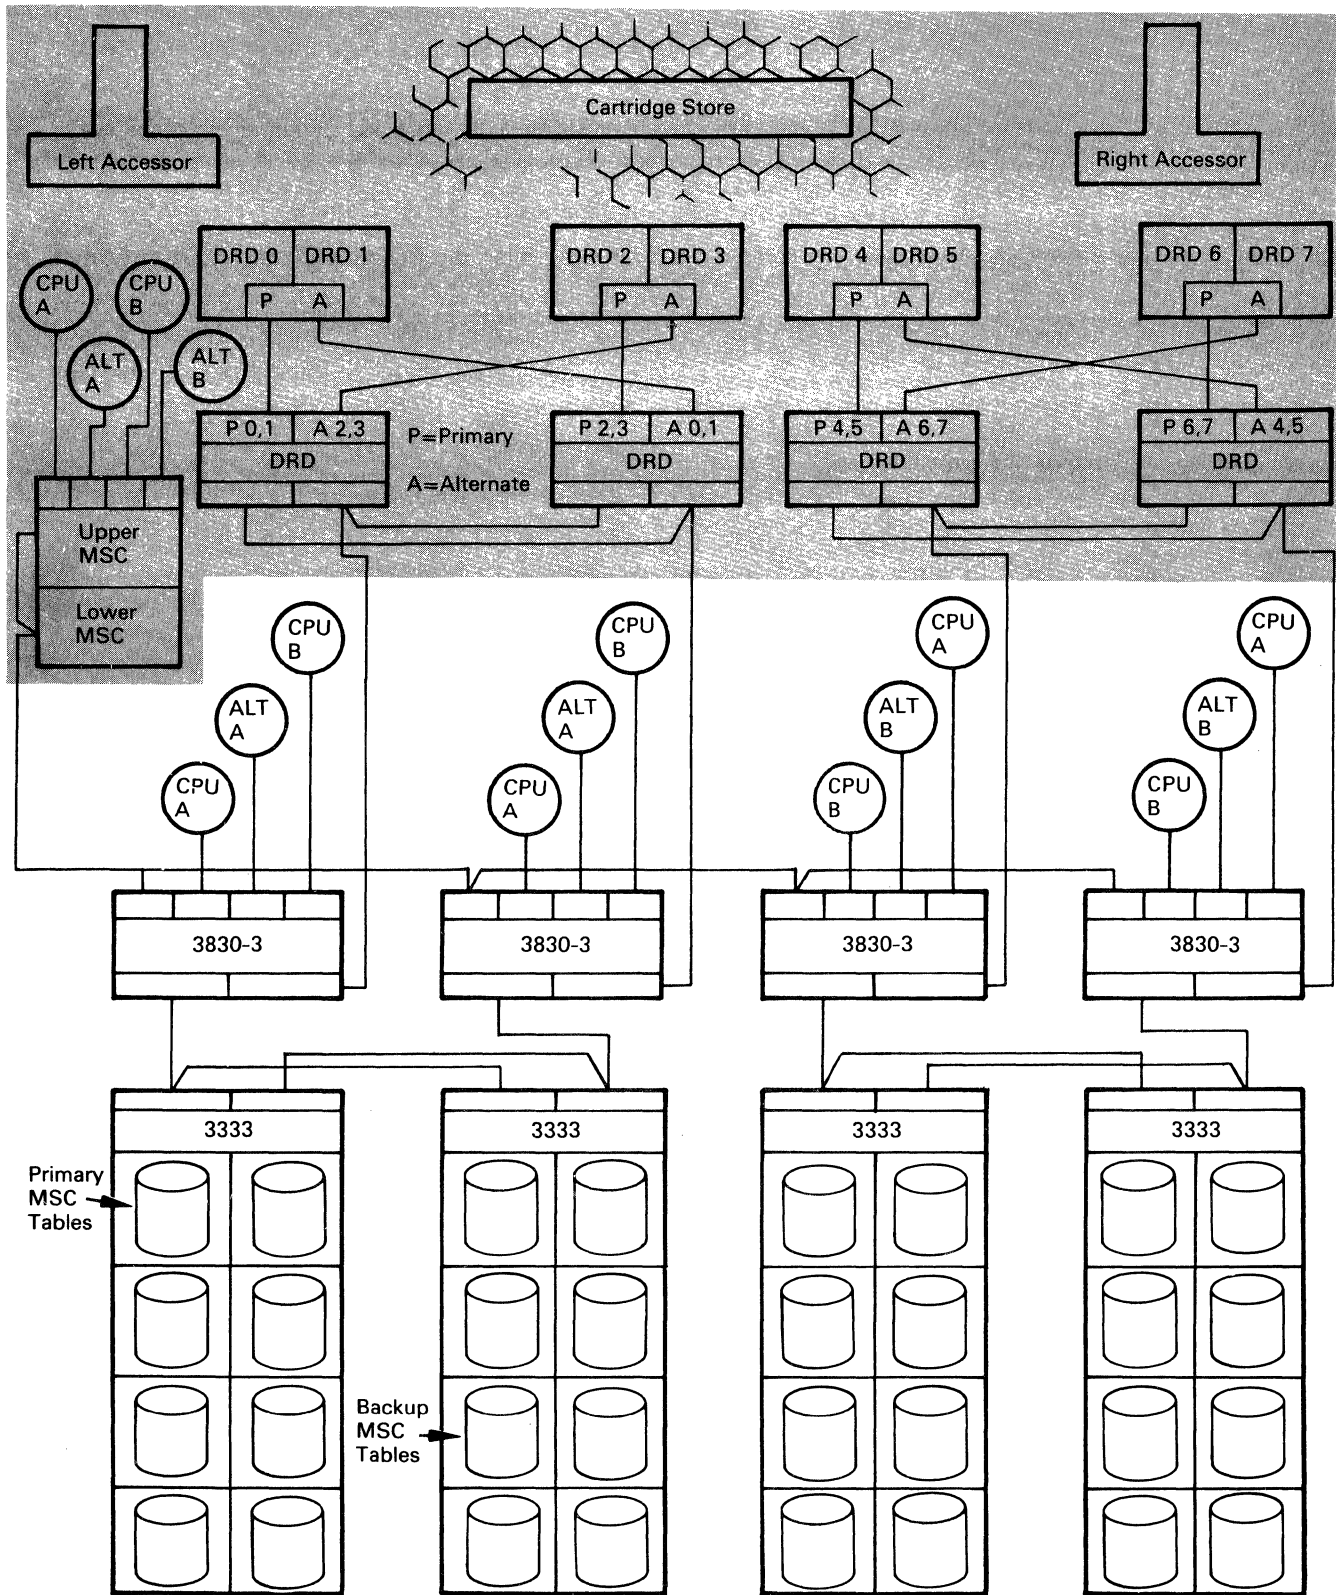 Cartridge Store
Left Accessor
Right Accessor
DRD 0 DRD 1
P A
DRD 2 DRD 3
P A
DRD 4 DRD 5
P A
DRD 6 DRD 7
P A
CPU
A
CPU
B
ALT
A
ALT
B
P 0,1 A 2,3
DRD
P=Primary
A=Alternate
P 2,3 A 0,1
DRD
P 4,5 A 6,7
DRD
P 6,7 A 4,5
DRD
Upper
MSC
Lower
MSC
CPU
B
ALT
A
CPU
A
CPU
B
ALT
A
CPU
A
CPU
A
ALT
B
CPU
B
CPU
A
ALT
B
CPU
B
3830-3
3830-3
3830-3
3830-3
3333
3333
3333
3333
Primary
MSC
Tables
Backup
MSC
Tables